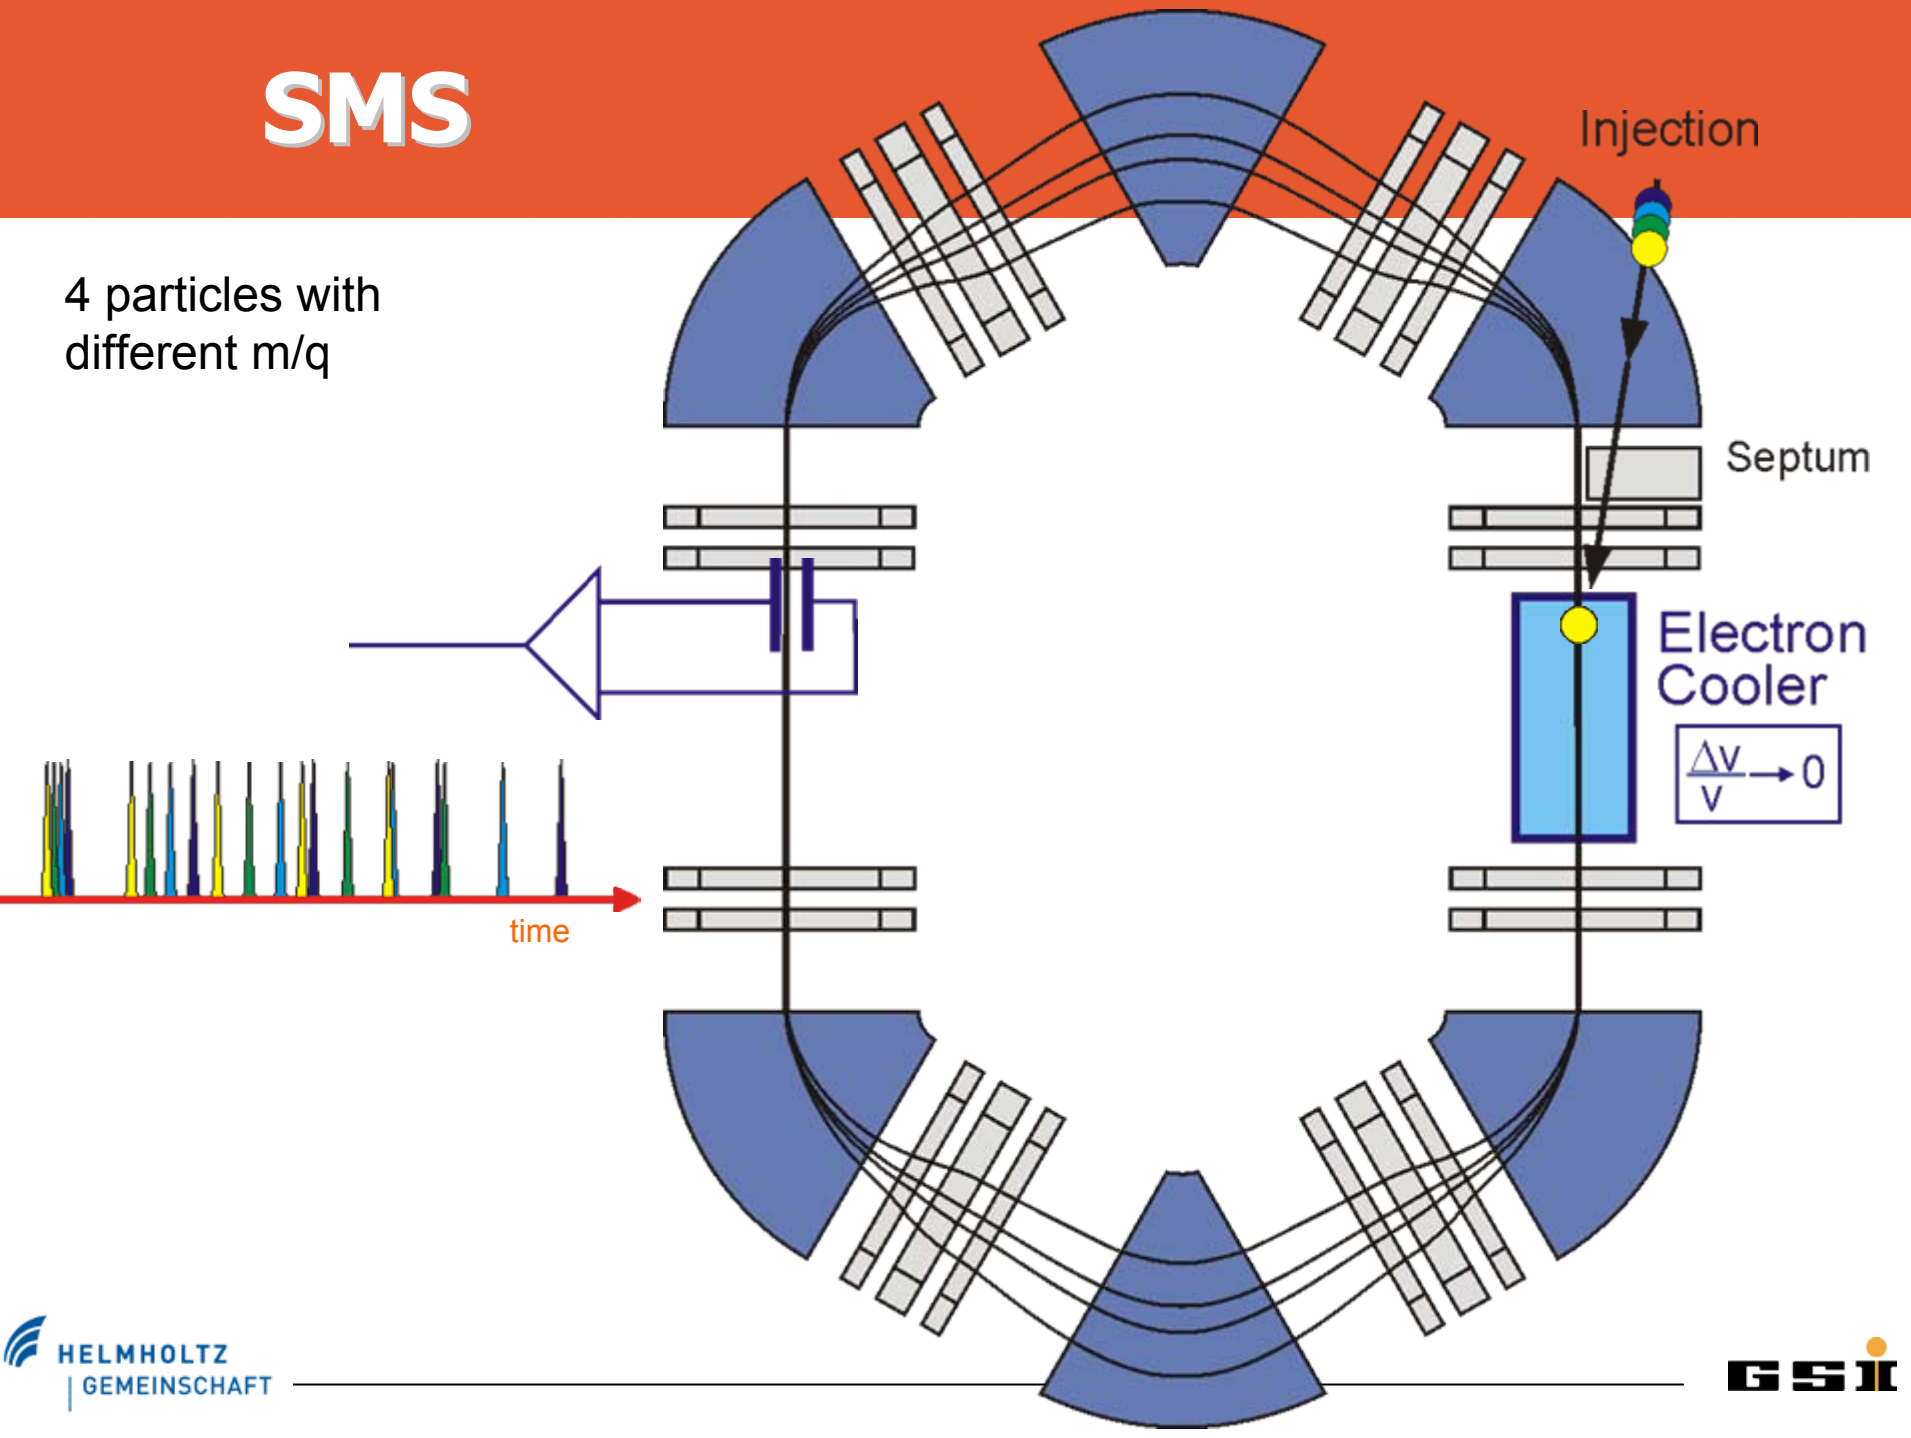 SMS
Injection
4 particles with
different m/q
Septum
Electron
Cooler
Δv
v
→ 0
time
HELMHOLTZ
GEMEINSCHAFT
GSI